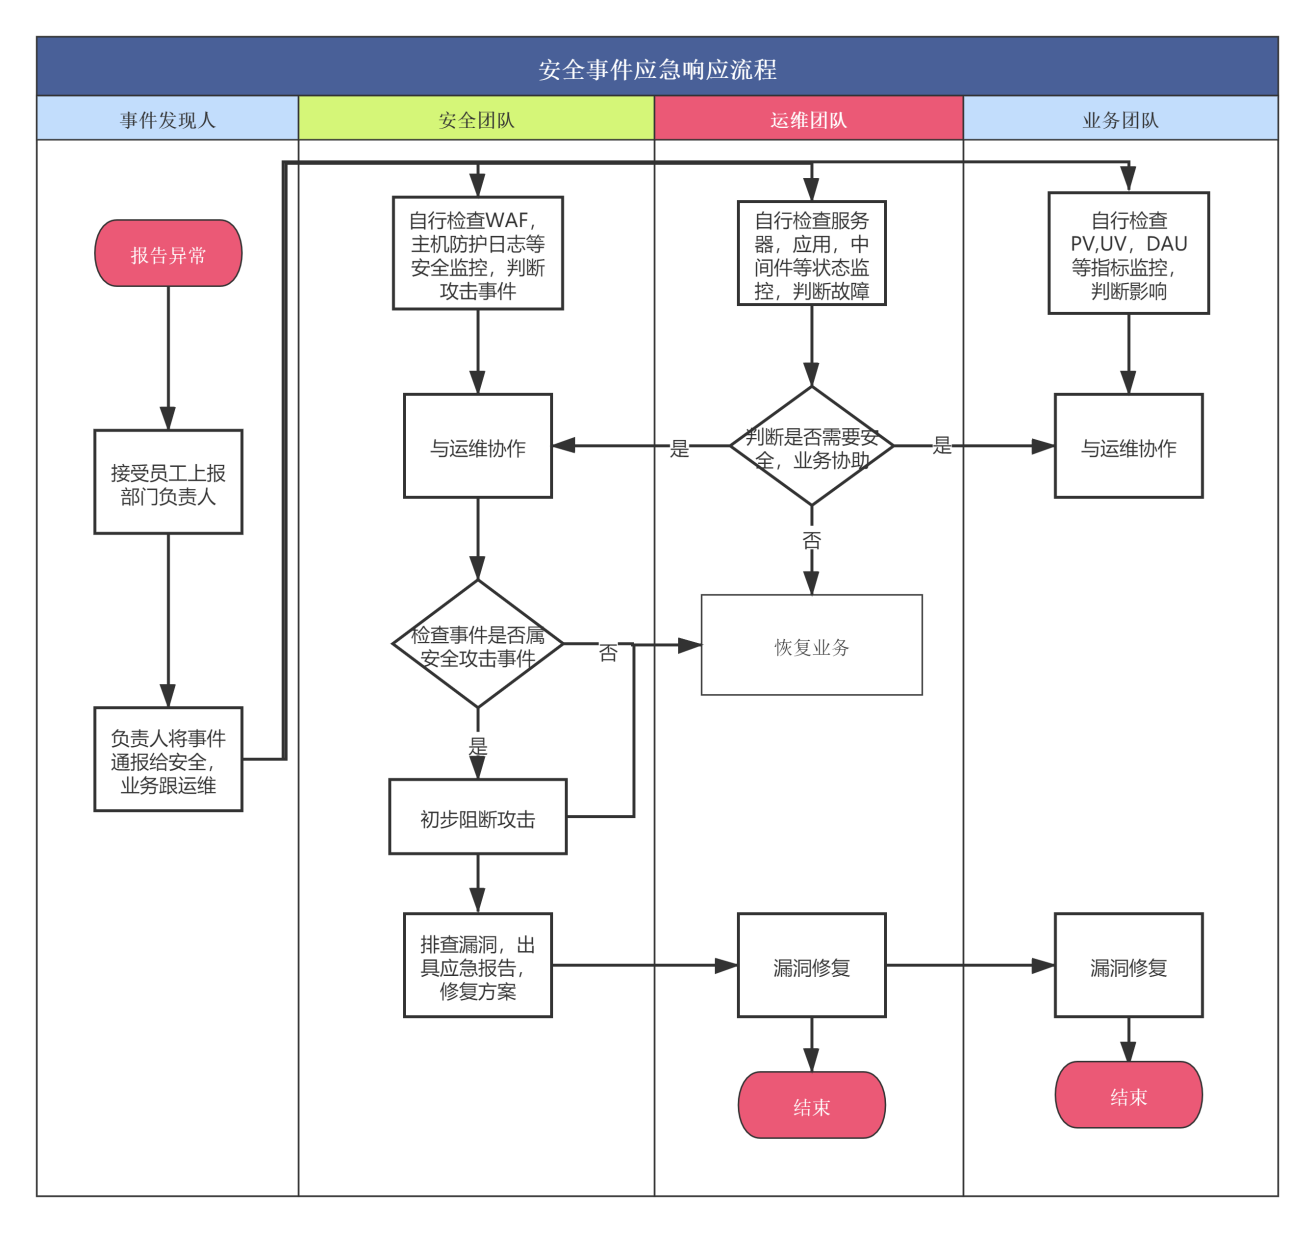 安全事件应急响应流程
事件发现人
安全团队
运维团队
业务团队
报告异常
接受员工上报
部门负责人
负责人将事件
通报给安全，
业务跟运维
自行检查WAF，
主机防护日志等
安全监控，判断
攻击事件
与运维协作
检查事件是否属
安全攻击事件
否
是
初步阻断攻击
排查漏洞，出
具应急报告，
修复方案
自行检查服务
器，应用，中
间件等状态监
控，判断故障
是
判断是否需要安
全，业务协助
是
否
恢复业务
漏洞修复
结束
自行检查
PV,UV，DAU
等指标监控，
判断影响
与运维协作
漏洞修复
结束